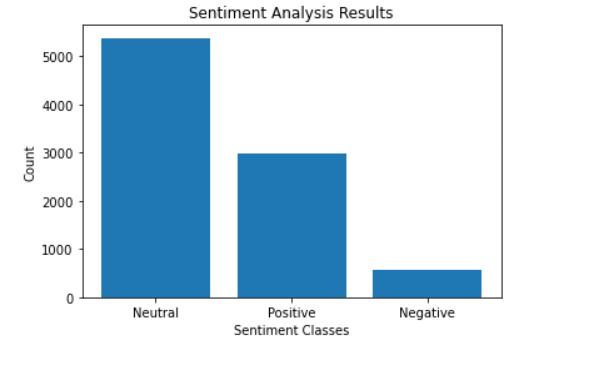 Sentiment Analysis Results
5000
4000
3000
2000
1000
0
Count
Neutral Positive Negative
Sentiment Classes